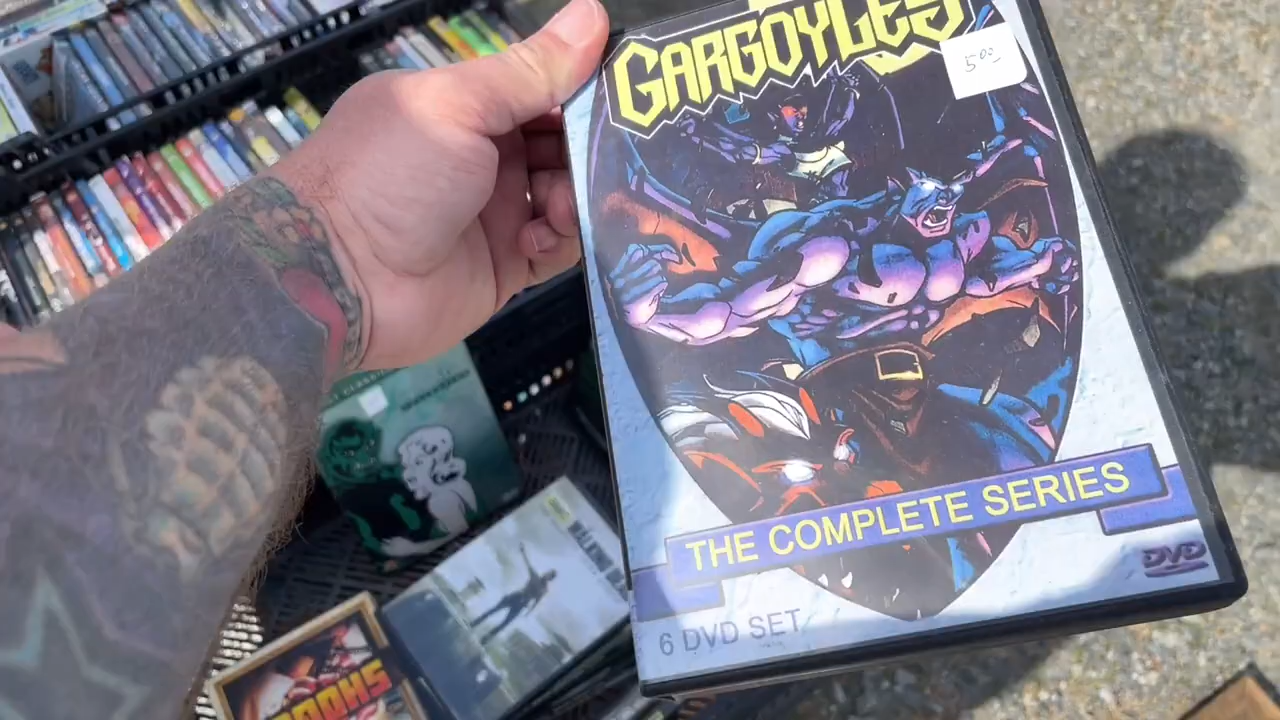 GARGOYLES
5.00
THE COMPLETE SERIES
DVD
6 DVD SET